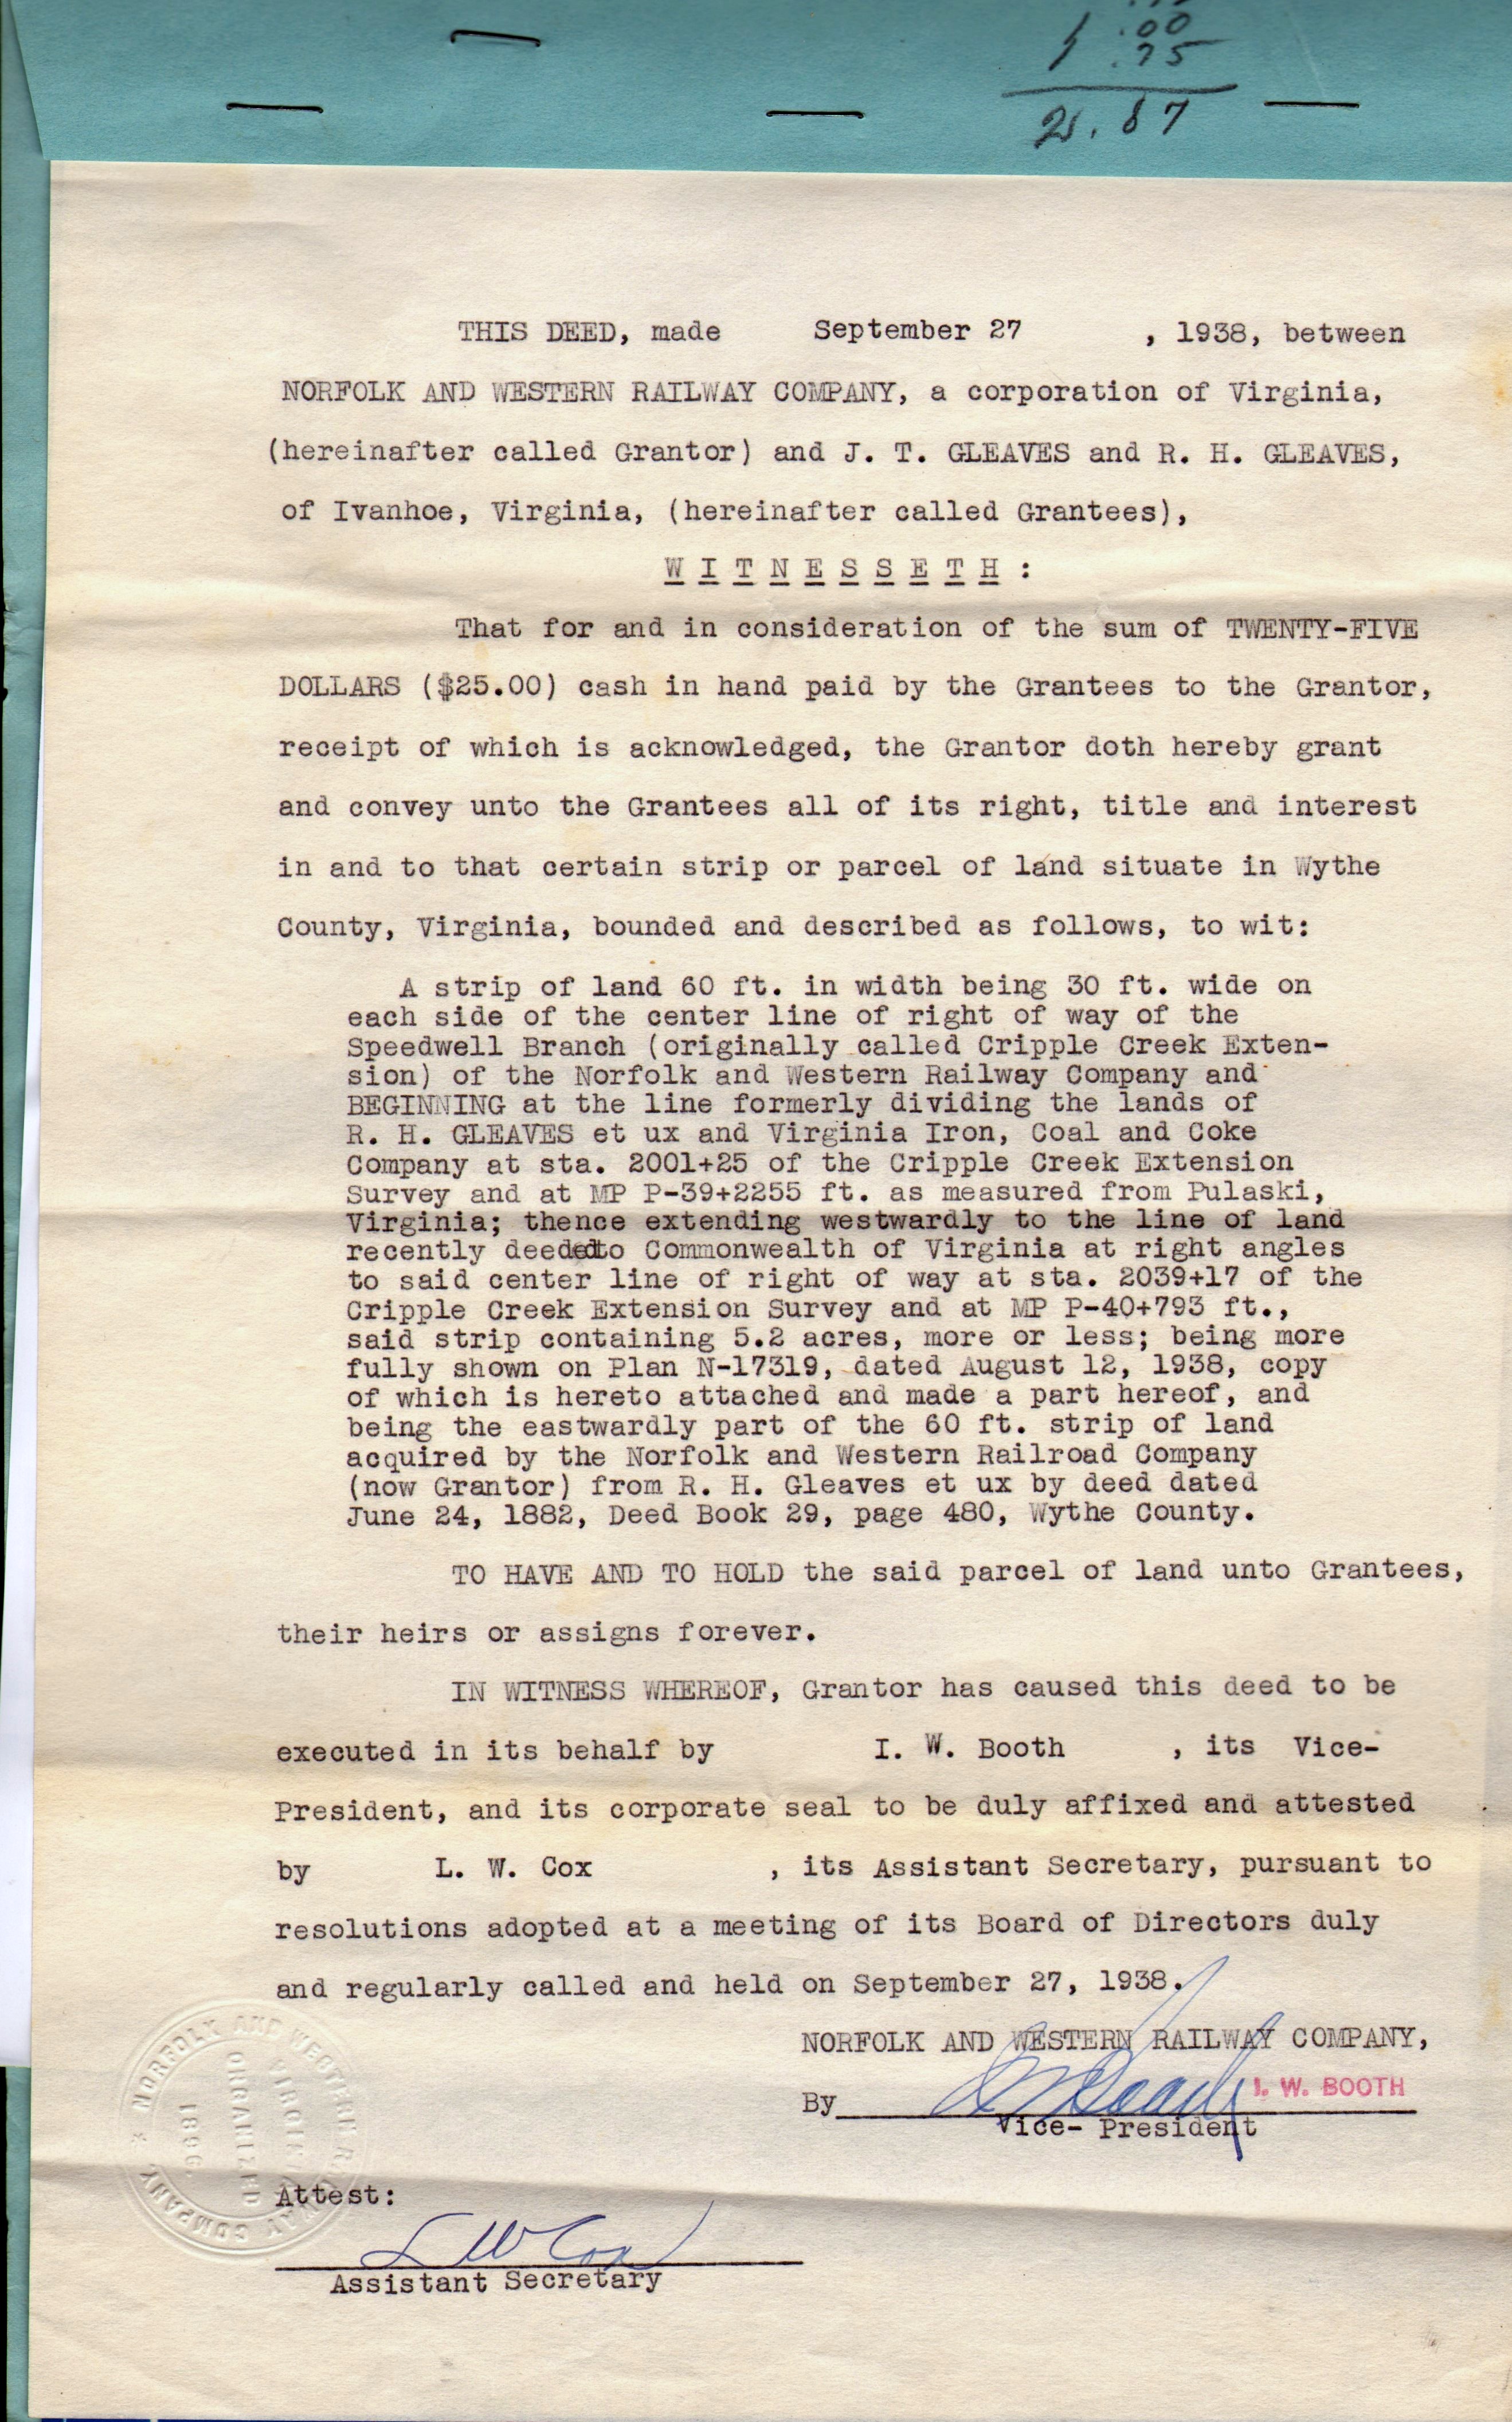 1.00
.75
21.87
THIS DEED, made September 27 , 1938, between
NORFOLK AND WESTERN RAILWAY COMPANY, a corporation of Virginia,
(hereinafter called Grantor) and J. T. GLEAVES and R. H. GLEAVES,
of Ivanhoe, Virginia, (hereinafter called Grantees),
W I T N E S S E T H :
That for and in consideration of the sum of TWENTY-FIVE
DOLLARS ($25.00) cash in hand paid by the Grantees to the Grantor,
receipt of which is acknowledged, the Grantor doth hereby grant
and convey unto the Grantees all of its right, title and interest
in and to that certain strip or parcel of land situate in Wythe
County, Virginia, bounded and described as follows, to wit:
A strip of land 60 ft. in width being 30 ft. wide on
each side of the center line of right of way of the
Speedwell Branch (originally called Cripple Creek Exten-
sion) of the Norfolk and Western Railway Company and
BEGINNING at the line formerly dividing the lands of
R. H. GLEAVES et ux and Virginia Iron, Coal and Coke
Company at sta. 2001+25 of the Cripple Creek Extension
Survey and at MP P-39+2255 ft. as measured from Pulaski,
Virginia; thence extending westwardly to the line of land
recently deeded to Commonwealth of Virginia at right angles
to said center line of right of way at sta. 2039+17 of the
Cripple Creek Extension Survey and at MP P-40+793 ft.,
said strip containing 5.2 acres, more or less; being more
fully shown on Plan N-17319, dated August 12, 1938, copy
of which is hereto attached and made a part hereof, and
being the eastwardly part of the 60 ft. strip of land
acquired by the Norfolk and Western Railroad Company
(now Grantor) from R. H. Gleaves et ux by deed dated
June 24, 1882, Deed Book 29, page 480, Wythe County.
TO HAVE AND TO HOLD the said parcel of land unto Grantees,
their heirs or assigns forever.
IN WITNESS WHEREOF, Grantor has caused this deed to be
executed in its behalf by I. W. Booth , its Vice-
President, and its corporate seal to be duly affixed and attested
by L. W. Cox , its Assistant Secretary, pursuant to
resolutions adopted at a meeting of its Board of Directors duly
and regularly called and held on September 27, 1938.
NORFOLK AND WESTERN RAILWAY COMPANY,
By I. W. BOOTH
Vice- President
NORFOLK AND WESTERN RAILWAY COMPANY
VIRGINIA
ORGANIZED
1896
Attest:
L W Cox
Assistant Secretary